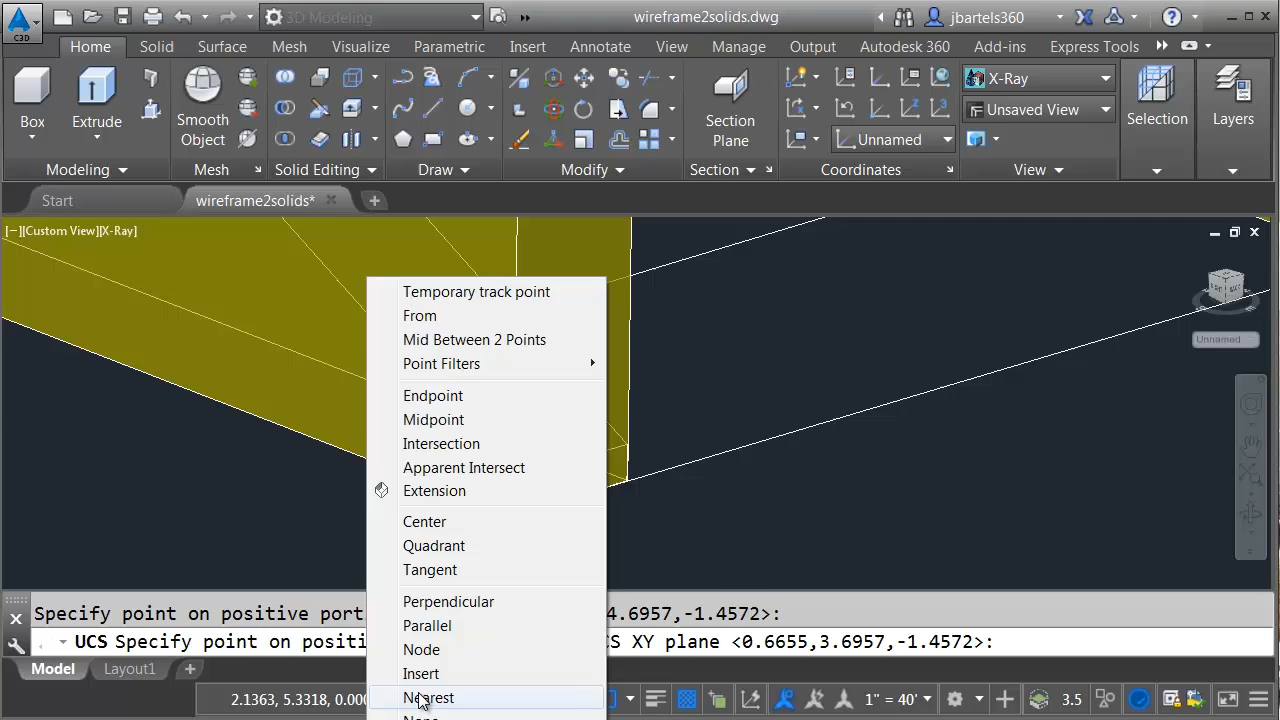 3D Modeling
wireframe2solids.dwg
jbartels360
C3D
Home Solid Surface Mesh Visualize Parametric Insert Annotate View Manage Output Autodesk 360 Add-ins Express Tools
X-Ray
Unsaved View
Box Extrude Smooth Object Section Plane Unnamed Selection Layers
Modeling Mesh Solid Editing Draw Modify Section Coordinates View
Start wireframe2solids*
[−][Custom View][X-Ray]
Unnamed
Temporary track point
From
Mid Between 2 Points
Point Filters
Endpoint
Midpoint
Intersection
Apparent Intersect
Extension
Center
Quadrant
Tangent
Perpendicular
Parallel
Node
Insert
Nearest
Specify point on positive port 4.6957,-1.4572>:
UCS Specify point on positi CS XY plane <0.6655,3.6957,-1.4572>:
Model Layout1
2.1363, 5.3318, 0.000 1" = 40' 3.5